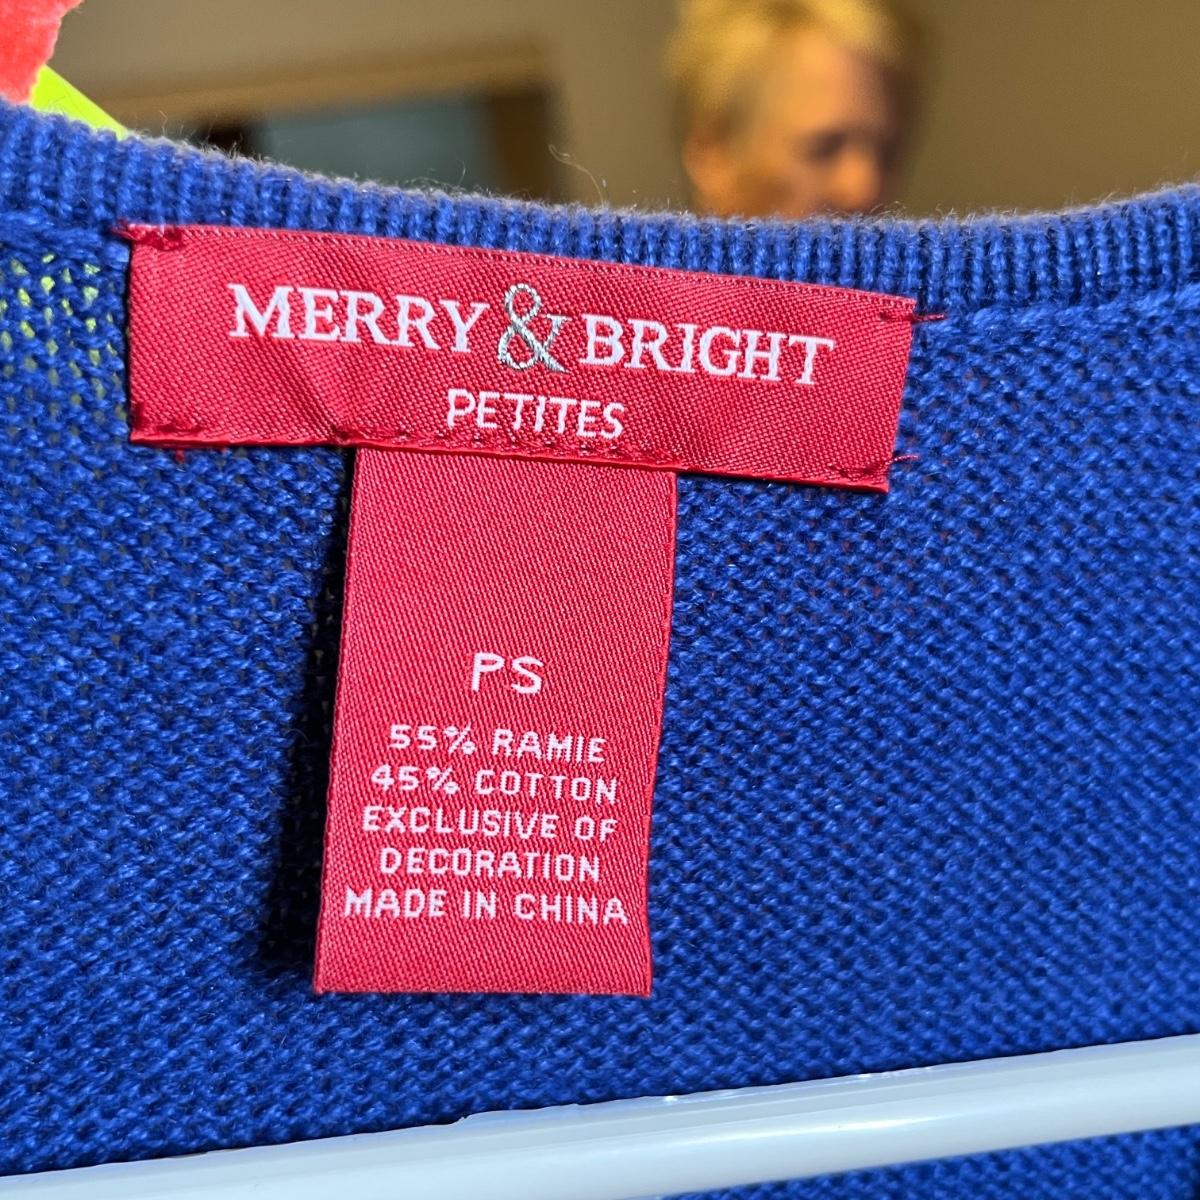 MERRY & BRIGHT
PETITES
PS
55% RAMIE
45% COTTON
EXCLUSIVE OF
DECORATION
MADE IN CHINA